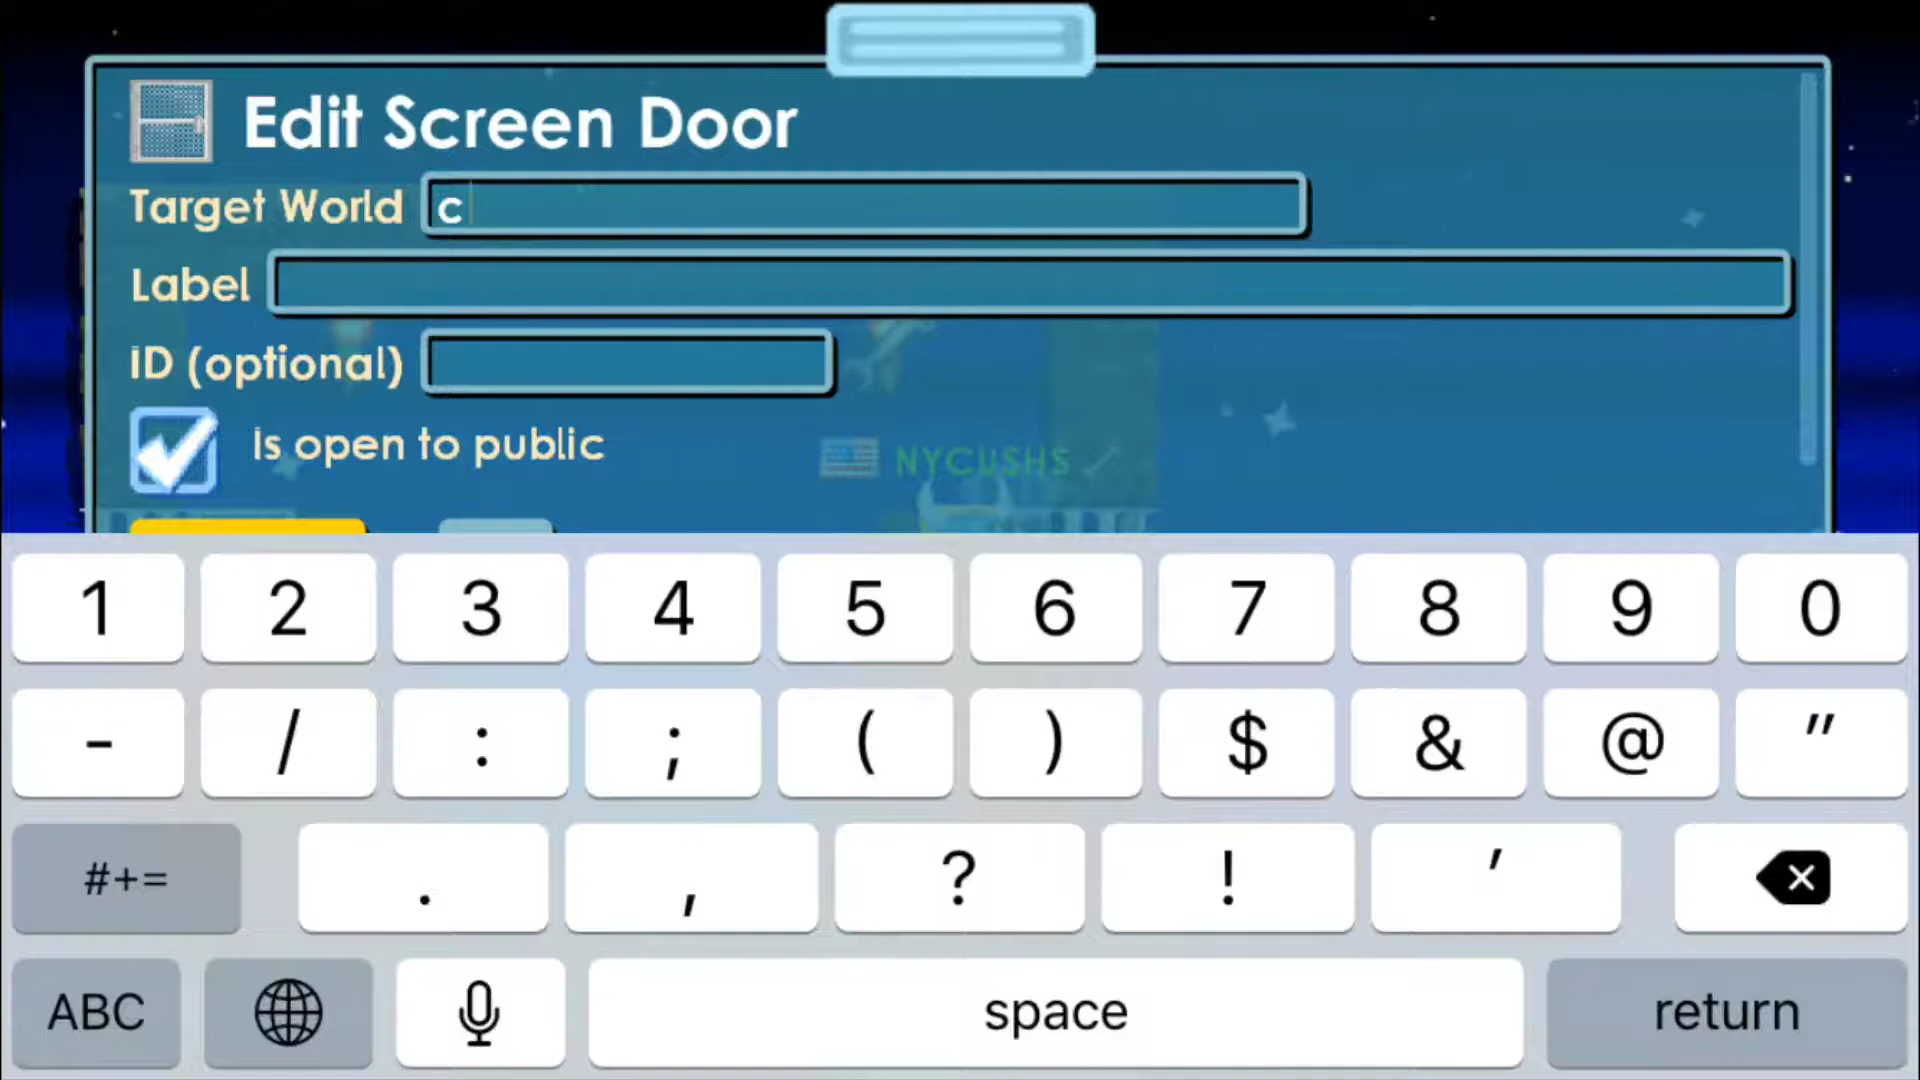 Edit Screen Door
Target World c
Label
ID (optional)
Is open to public
NYCUSHS
1 2 3 4 5 6 7 8 9 0
- / : ; ( ) $ & @ "
#+= . , ? ! '
ABC space return